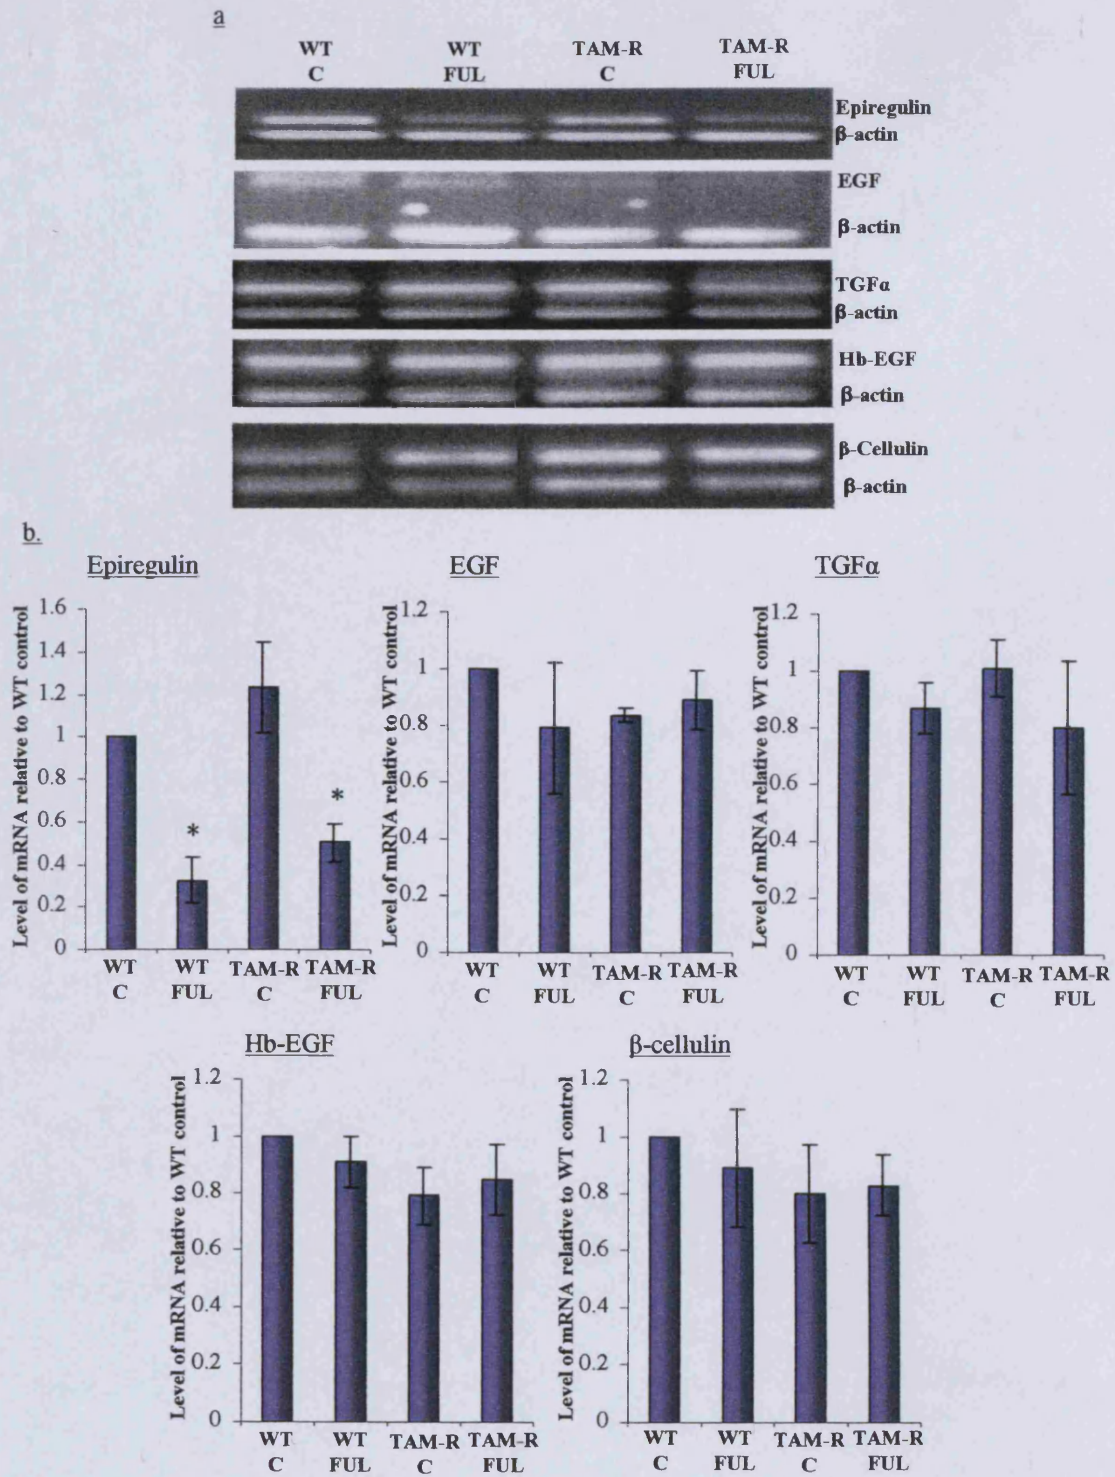 a
WT WT TAM-R TAM-R
C FUL C FUL
Epiregulin
β-actin
EGF
β-actin
TGFα
β-actin
Hb-EGF
β-actin
β-Cellulin
β-actin
b.
Epiregulin
Level of mRNA relative to WT control
1.6
1.4
1.2
1
0.8
0.6
0.4
0.2
0
WT WT TAM-R TAM-R
C FUL C FUL
*
*
EGF
Level of mRNA relative to WT control
1.2
1
0.8
0.6
0.4
0.2
0
WT WT TAM-R TAM-R
C FUL C FUL
TGFα
Level of mRNA relative to WT control
1.2
1
0.8
0.6
0.4
0.2
0
WT WT TAM-R TAM-R
C FUL C FUL
Hb-EGF
Level of mRNA relative to WT control
1.2
1
0.8
0.6
0.4
0.2
0
WT WT TAM-R TAM-R
C FUL C FUL
β-cellulin
Level of mRNA relative to WT control
1.2
1
0.8
0.6
0.4
0.2
0
WT WT TAM-R TAM-R
C FUL C FUL